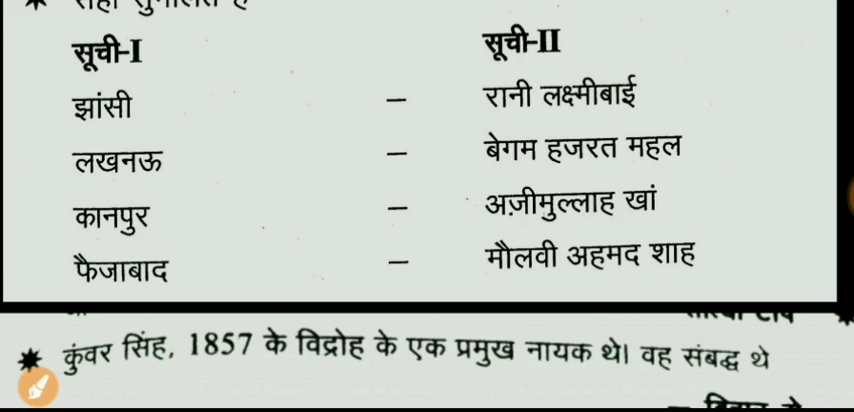 सूची-I सूची-II
झांसी – रानी लक्ष्मीबाई
लखनऊ – बेगम हजरत महल
कानपुर – अज़ीमुल्लाह खां
फैजाबाद – मौलवी अहमद शाह
★ कुंवर सिंह, 1857 के विद्रोह के एक प्रमुख नायक थे। वह संबद्ध थे